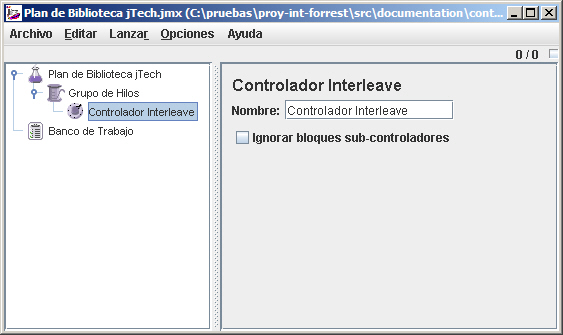 Plan de Biblioteca jTech.jmx (C:\pruebas\proy-int-forrest\src\documentation\cont...
Archivo Editar Lanzar Opciones Ayuda
0 / 0
Plan de Biblioteca jTech
Grupo de Hilos
Controlador Interleave
Banco de Trabajo
Controlador Interleave
Nombre: Controlador Interleave
Ignorar bloques sub-controladores